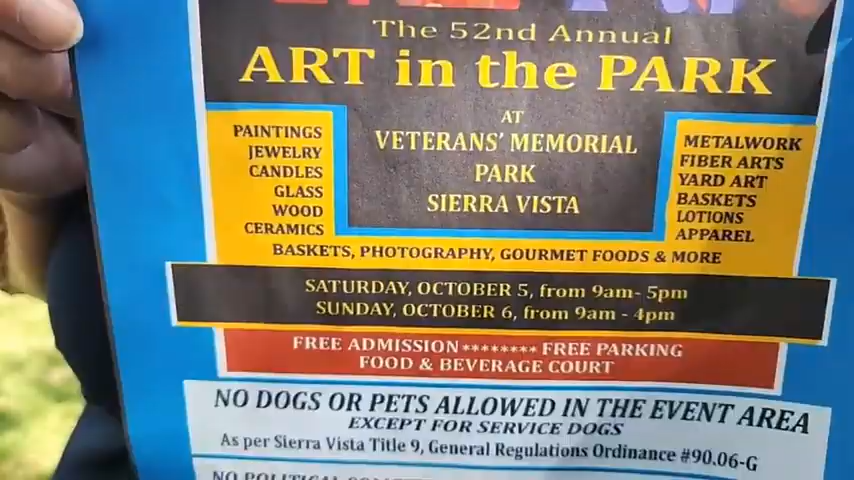 The 52nd Annual
ART in the PARK
AT
VETERANS' MEMORIAL
PARK
SIERRA VISTA
PAINTINGS
JEWELRY
CANDLES
GLASS
WOOD
CERAMICS
METALWORK
FIBER ARTS
YARD ART
BASKETS
LOTIONS
APPAREL
BASKETS, PHOTOGRAPHY, GOURMET FOODS & MORE
SATURDAY, OCTOBER 5, from 9am- 5pm
SUNDAY, OCTOBER 6, from 9am - 4pm
FREE ADMISSION ******** FREE PARKING
FOOD & BEVERAGE COURT
NO DOGS OR PETS ALLOWED IN THE EVENT AREA
EXCEPT FOR SERVICE DOGS
As per Sierra Vista Title 9, General Regulations Ordinance #90.06-G
NO POLITICAL